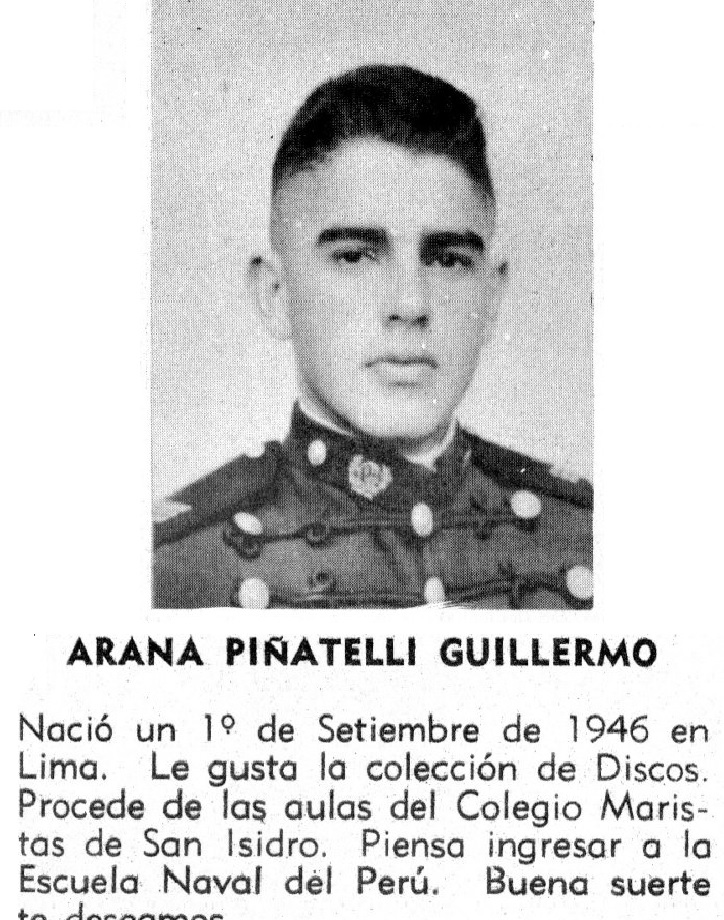 ARANA PIÑATELLI GUILLERMO
Nació un 1º de Setiembre de 1946 en
Lima. Le gusta la colección de Discos.
Procede de las aulas del Colegio Maris-
tas de San Isidro. Piensa ingresar a la
Escuela Naval del Perú. Buena suerte
te deseamos